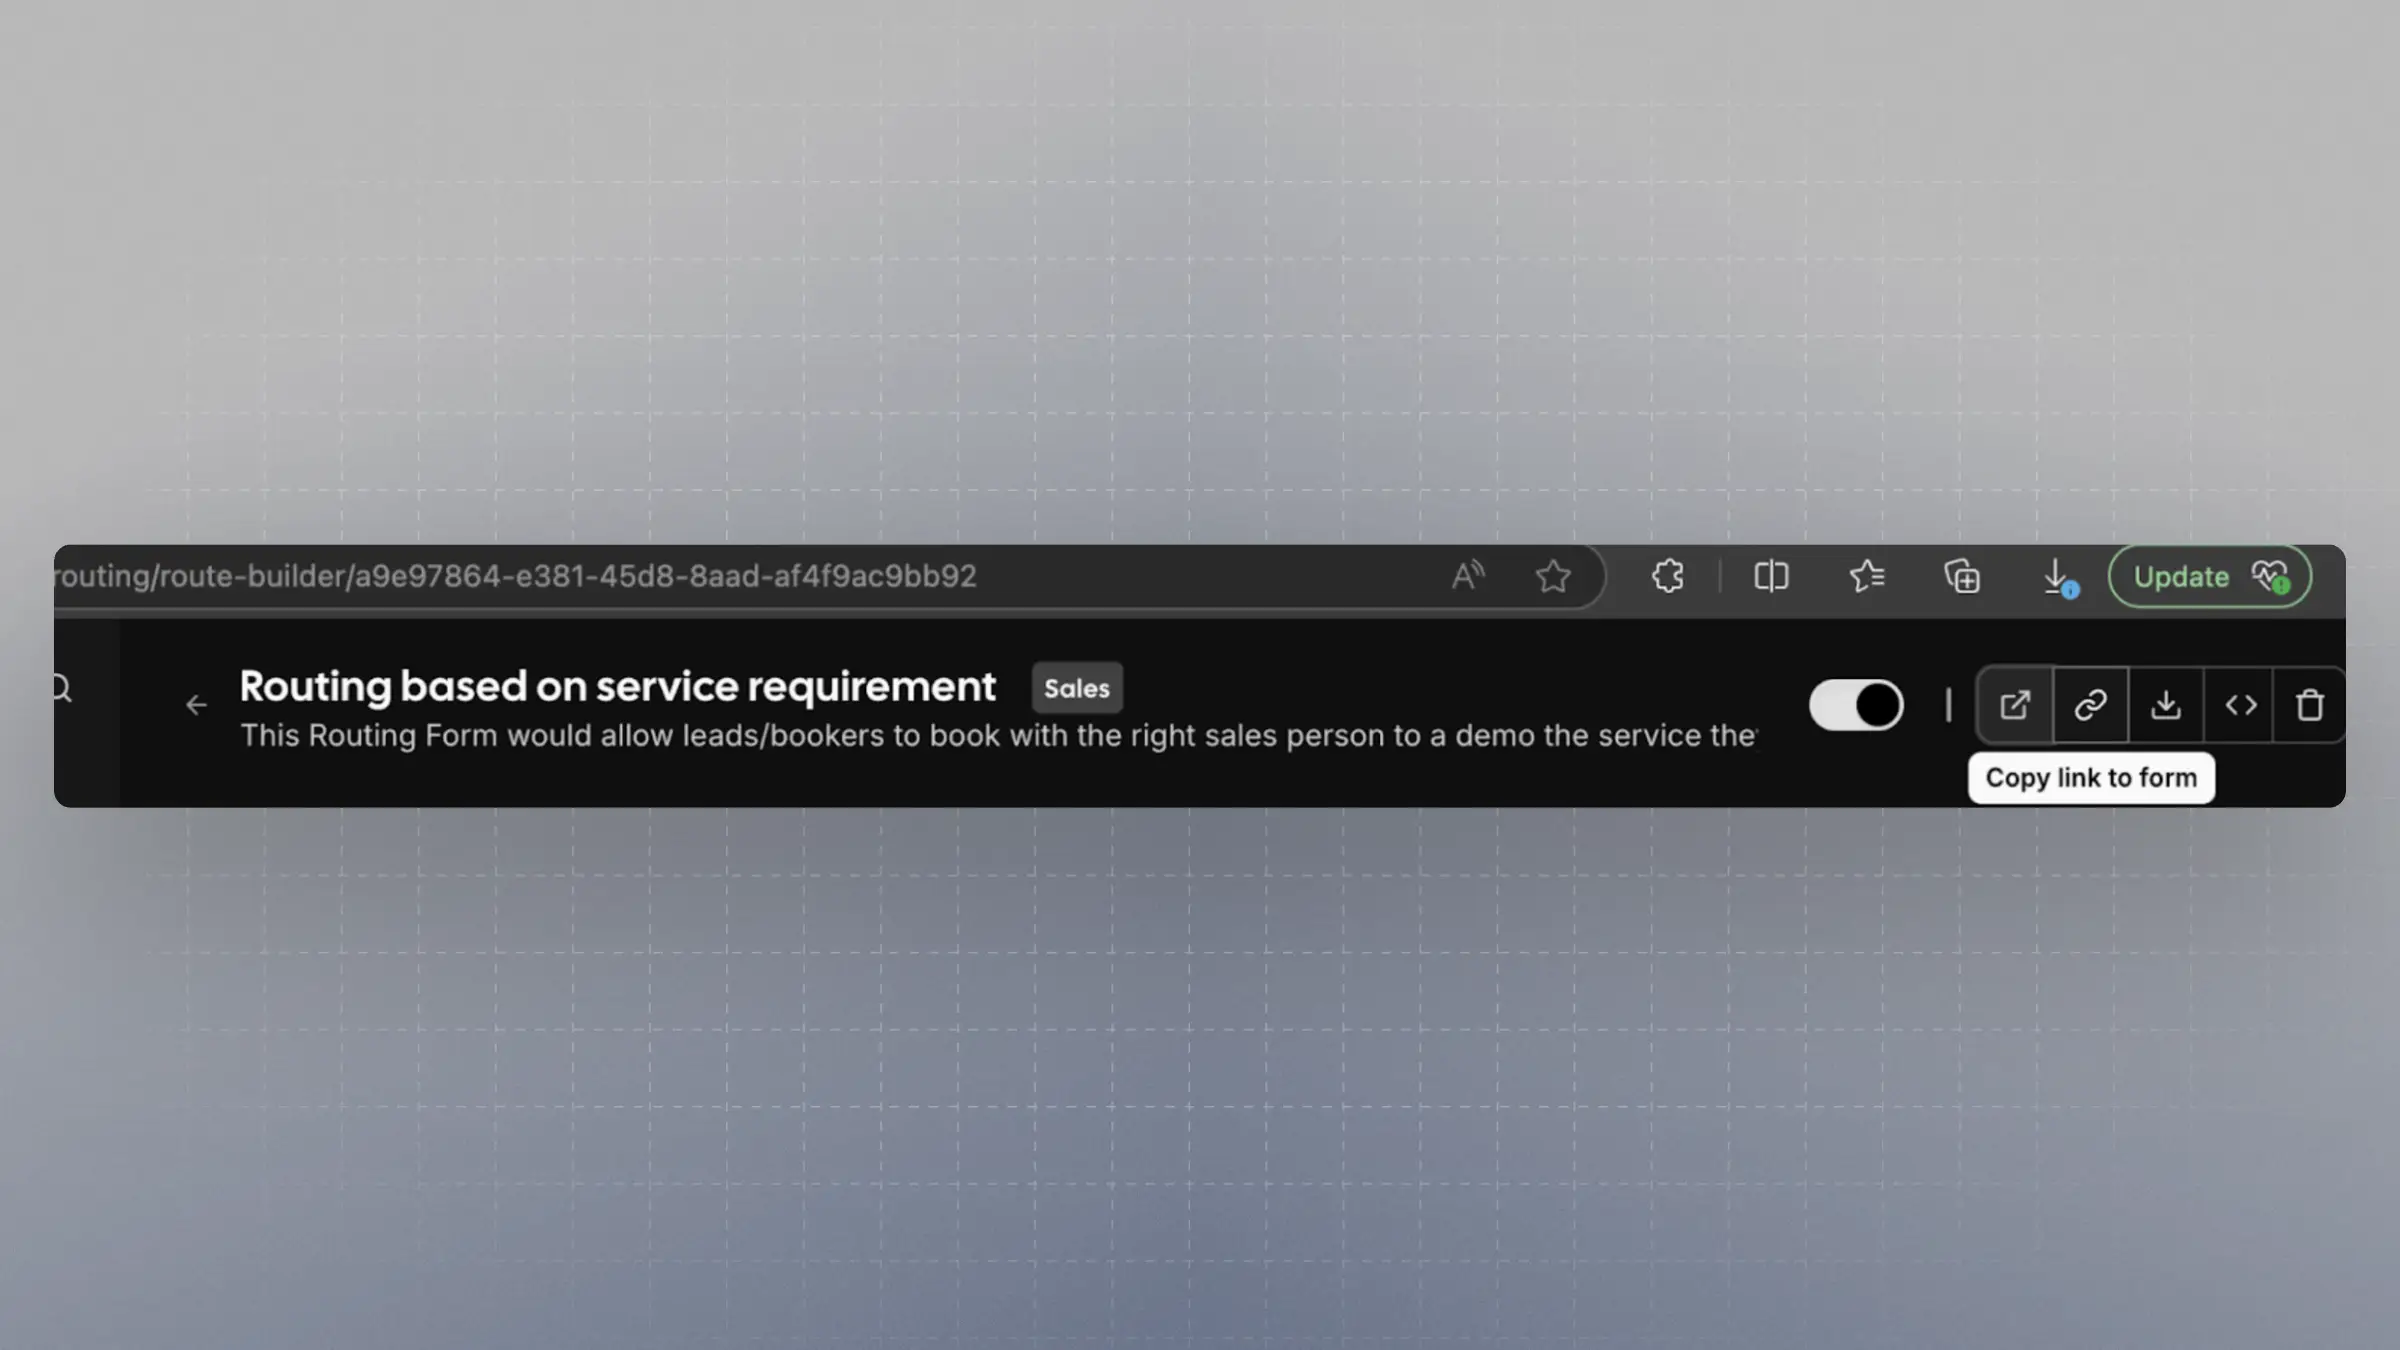 routing/route-builder/a9e97864-e381-45d8-8aad-af4f9ac9bb92
Update
Routing based on service requirement Sales
This Routing Form would allow leads/bookers to book with the right sales person to a demo the service the
Copy link to form